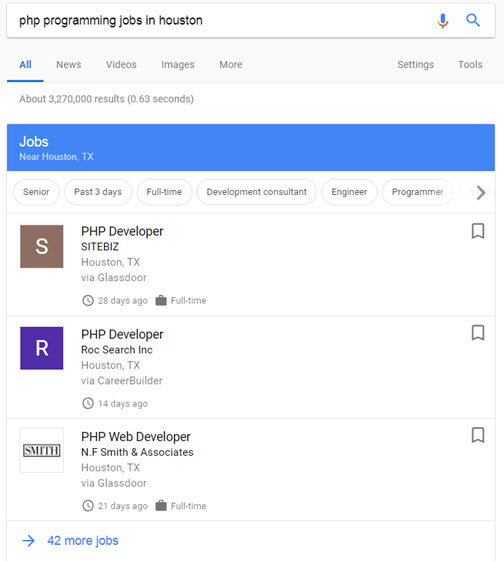 php programming jobs in houston
All News Videos Images More Settings Tools
About 3,270,000 results (0.63 seconds)
Jobs
Near Houston, TX
Senior Past 3 days Full-time Development consultant Engineer Programmer
S
PHP Developer
SITEBIZ
Houston, TX
via Glassdoor
28 days ago Full-time
R
PHP Developer
Roc Search Inc
Houston, TX
via CareerBuilder
14 days ago
SMITH
PHP Web Developer
N.F Smith & Associates
Houston, TX
via Glassdoor
21 days ago Full-time
42 more jobs